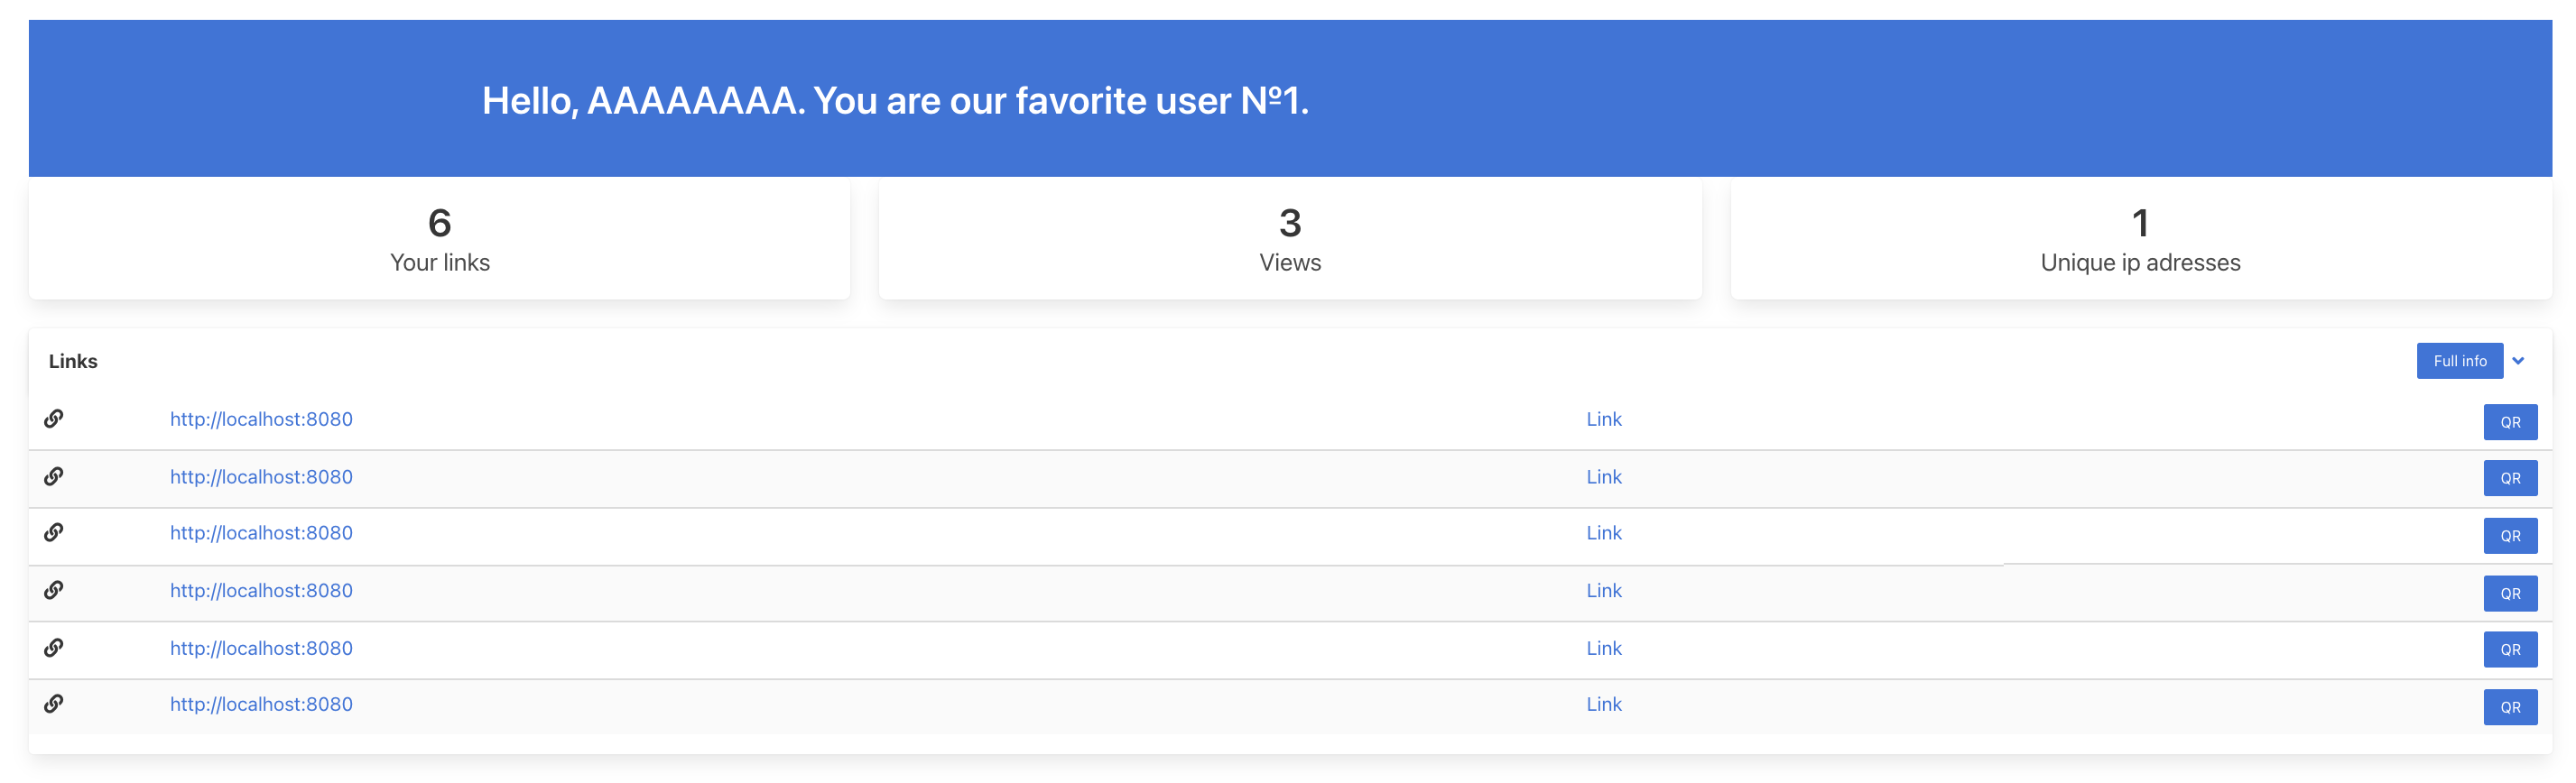 Hello, AAAAAAAA. You are our favorite user №1.
6
Your links
3
Views
1
Unique ip adresses
Links
Full info
http://localhost:8080 Link QR
http://localhost:8080 Link QR
http://localhost:8080 Link QR
http://localhost:8080 Link QR
http://localhost:8080 Link QR
http://localhost:8080 Link QR